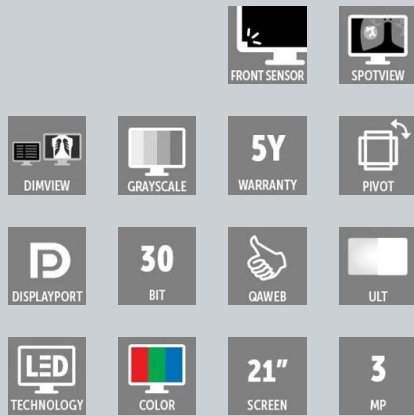 FRONT SENSOR
SPOTVIEW
DIMVIEW
GRAYSCALE
5Y
WARRANTY
PIVOT
DISPLAYPORT
30
BIT
QAWEB
ULT
LED
TECHNOLOGY
COLOR
21"
SCREEN
3
MP